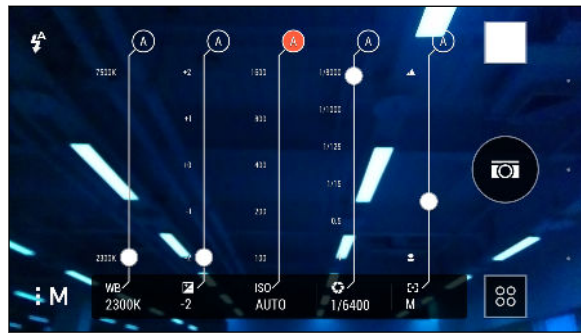 A
A A A A A
7500K +2 1600 1/8000
+1 800 1/1000
+0 400 1/125
-1 200 1/15
0.5
2300K -2 100
M
WB ISO
2300K -2 AUTO 1/6400 M